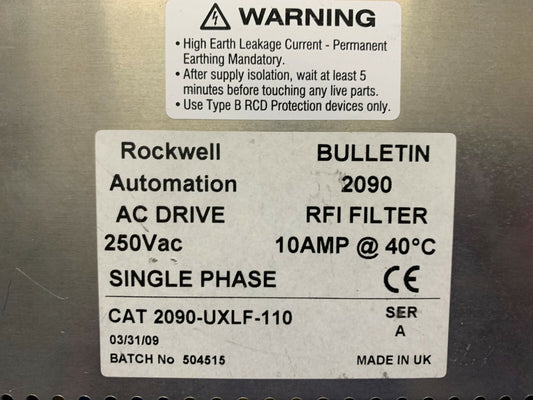 WARNING
• High Earth Leakage Current - Permanent
Earthing Mandatory.
• After supply isolation, wait at least 5
minutes before touching any live parts.
• Use Type B RCD Protection devices only.
Rockwell BULLETIN
Automation 2090
AC DRIVE RFI FILTER
250Vac 10AMP @ 40°C
SINGLE PHASE CE
CAT 2090-UXLF-110 SER
A
03/31/09
BATCH No 504515 MADE IN UK